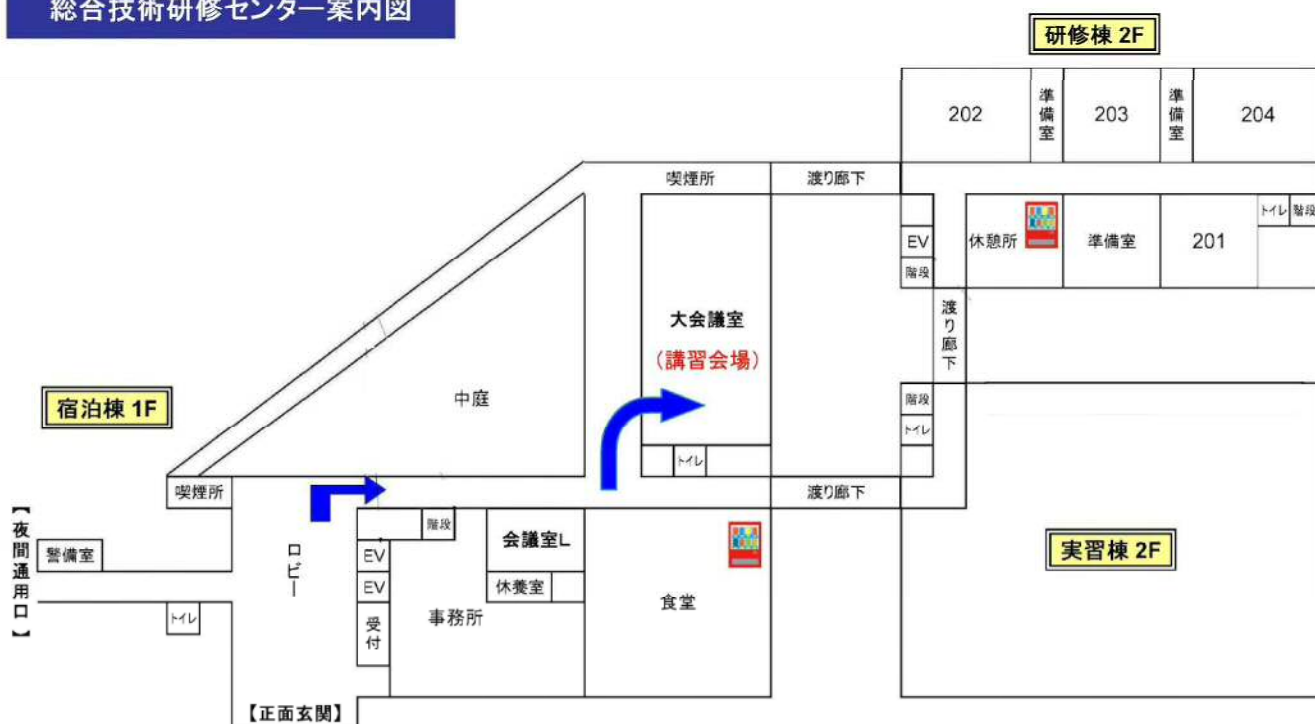 総合技術研修センター案内図
研修棟 2F
202
準備室
203
準備室
204
喫煙所
渡り廊下
EV
階段
休憩所
準備室
201
トイレ
階段
大会議室
（講習会場）
渡り廊下
中庭
宿泊棟 1F
階段
トイレ
トイレ
喫煙所
渡り廊下
【夜間通用口】
警備室
ロビー
階段
会議室L
EV
EV
休養室
実習棟 2F
トイレ
受付
事務所
食堂
【正面玄関】